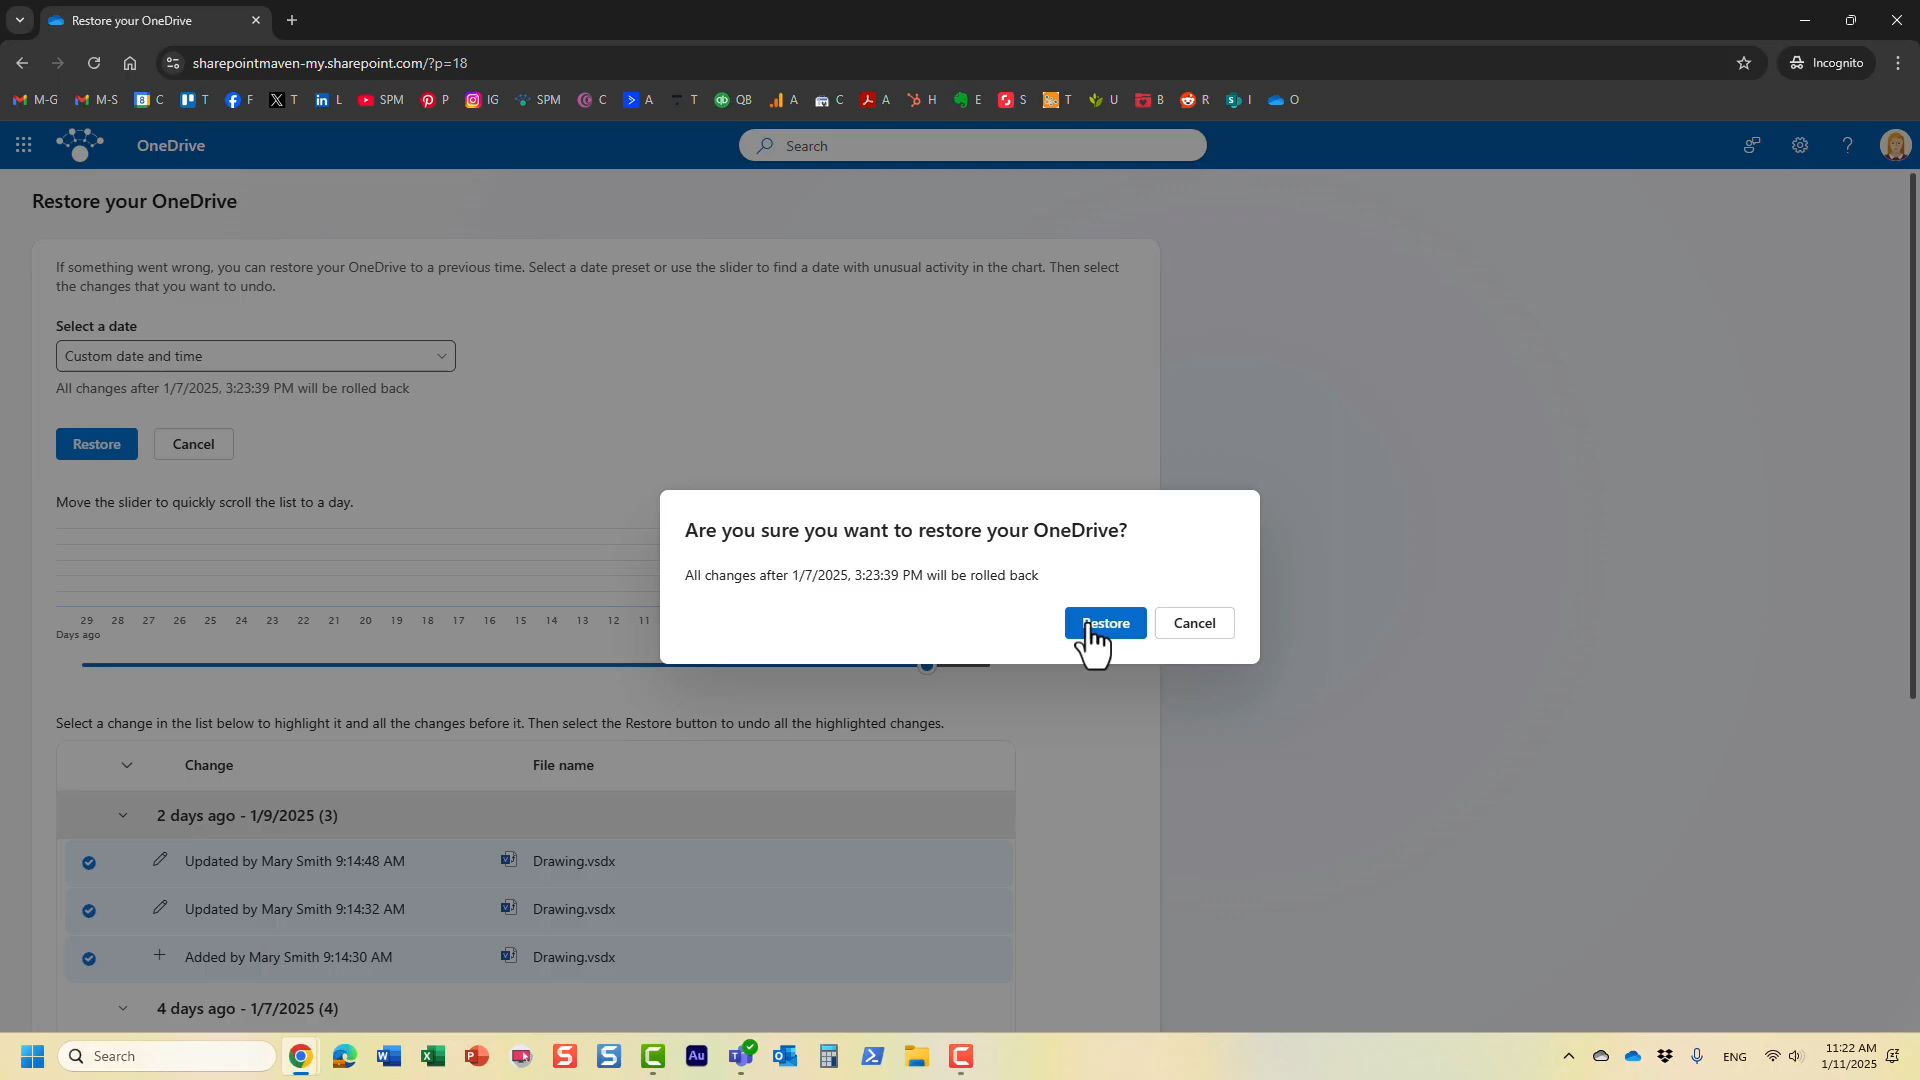 Restore your OneDrive
sharepointmaven-my.sharepoint.com/?p=18
Incognito
M-G M-S C T F T L SPM P IG SPM C A T QB A C A H E S T U B R I O
OneDrive
Search
Restore your OneDrive
If something went wrong, you can restore your OneDrive to a previous time. Select a date preset or use the slider to find a date with unusual activity in the chart. Then select
the changes that you want to undo.
Select a date
Custom date and time
All changes after 1/7/2025, 3:23:39 PM will be rolled back
Restore Cancel
Move the slider to quickly scroll the list to a day.
Are you sure you want to restore your OneDrive?
All changes after 1/7/2025, 3:23:39 PM will be rolled back
Restore Cancel
29 28 27 26 25 24 23 22 21 20 19 18 17 16 15 14 13 12 11
Days ago
Select a change in the list below to highlight it and all the changes before it. Then select the Restore button to undo all the highlighted changes.
Change File name
2 days ago - 1/9/2025 (3)
Updated by Mary Smith 9:14:48 AM Drawing.vsdx
Updated by Mary Smith 9:14:32 AM Drawing.vsdx
Added by Mary Smith 9:14:30 AM Drawing.vsdx
4 days ago - 1/7/2025 (4)
Search
Au
ENG
11:22 AM
1/11/2025